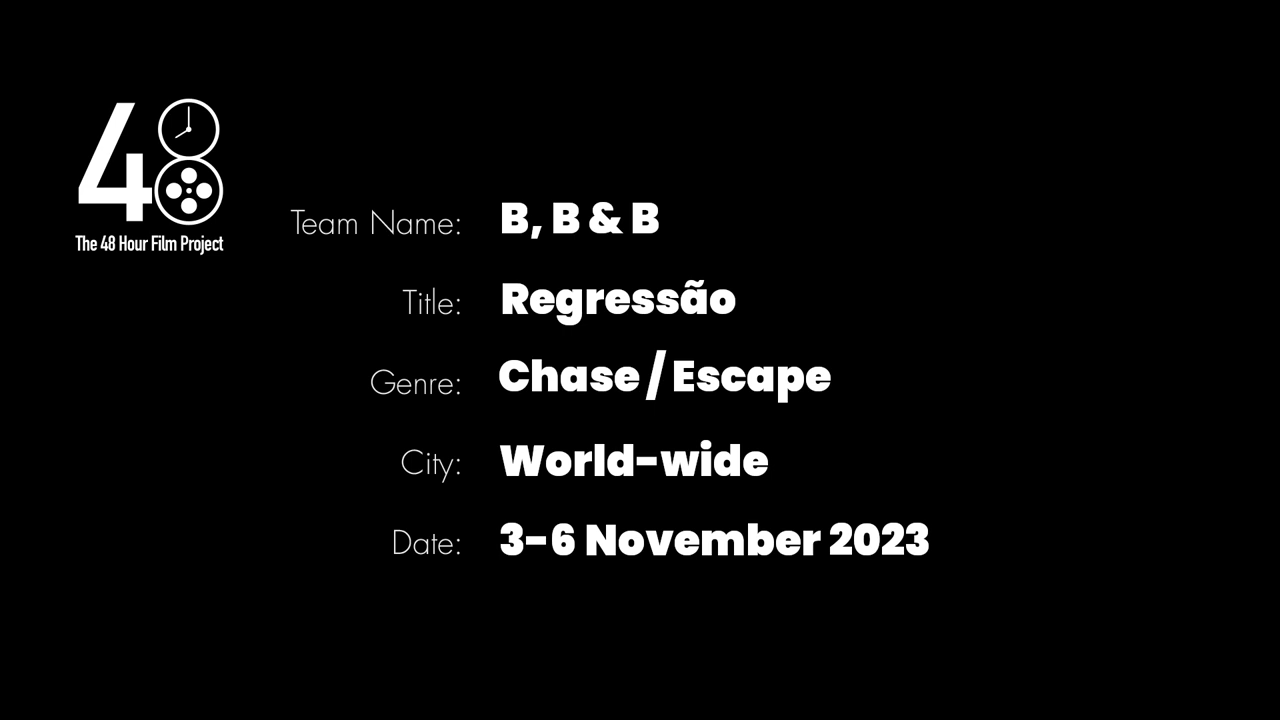 48
The 48 Hour Film Project
Team Name: B, B & B
Title: Regressão
Genre: Chase / Escape
City: World-wide
Date: 3-6 November 2023